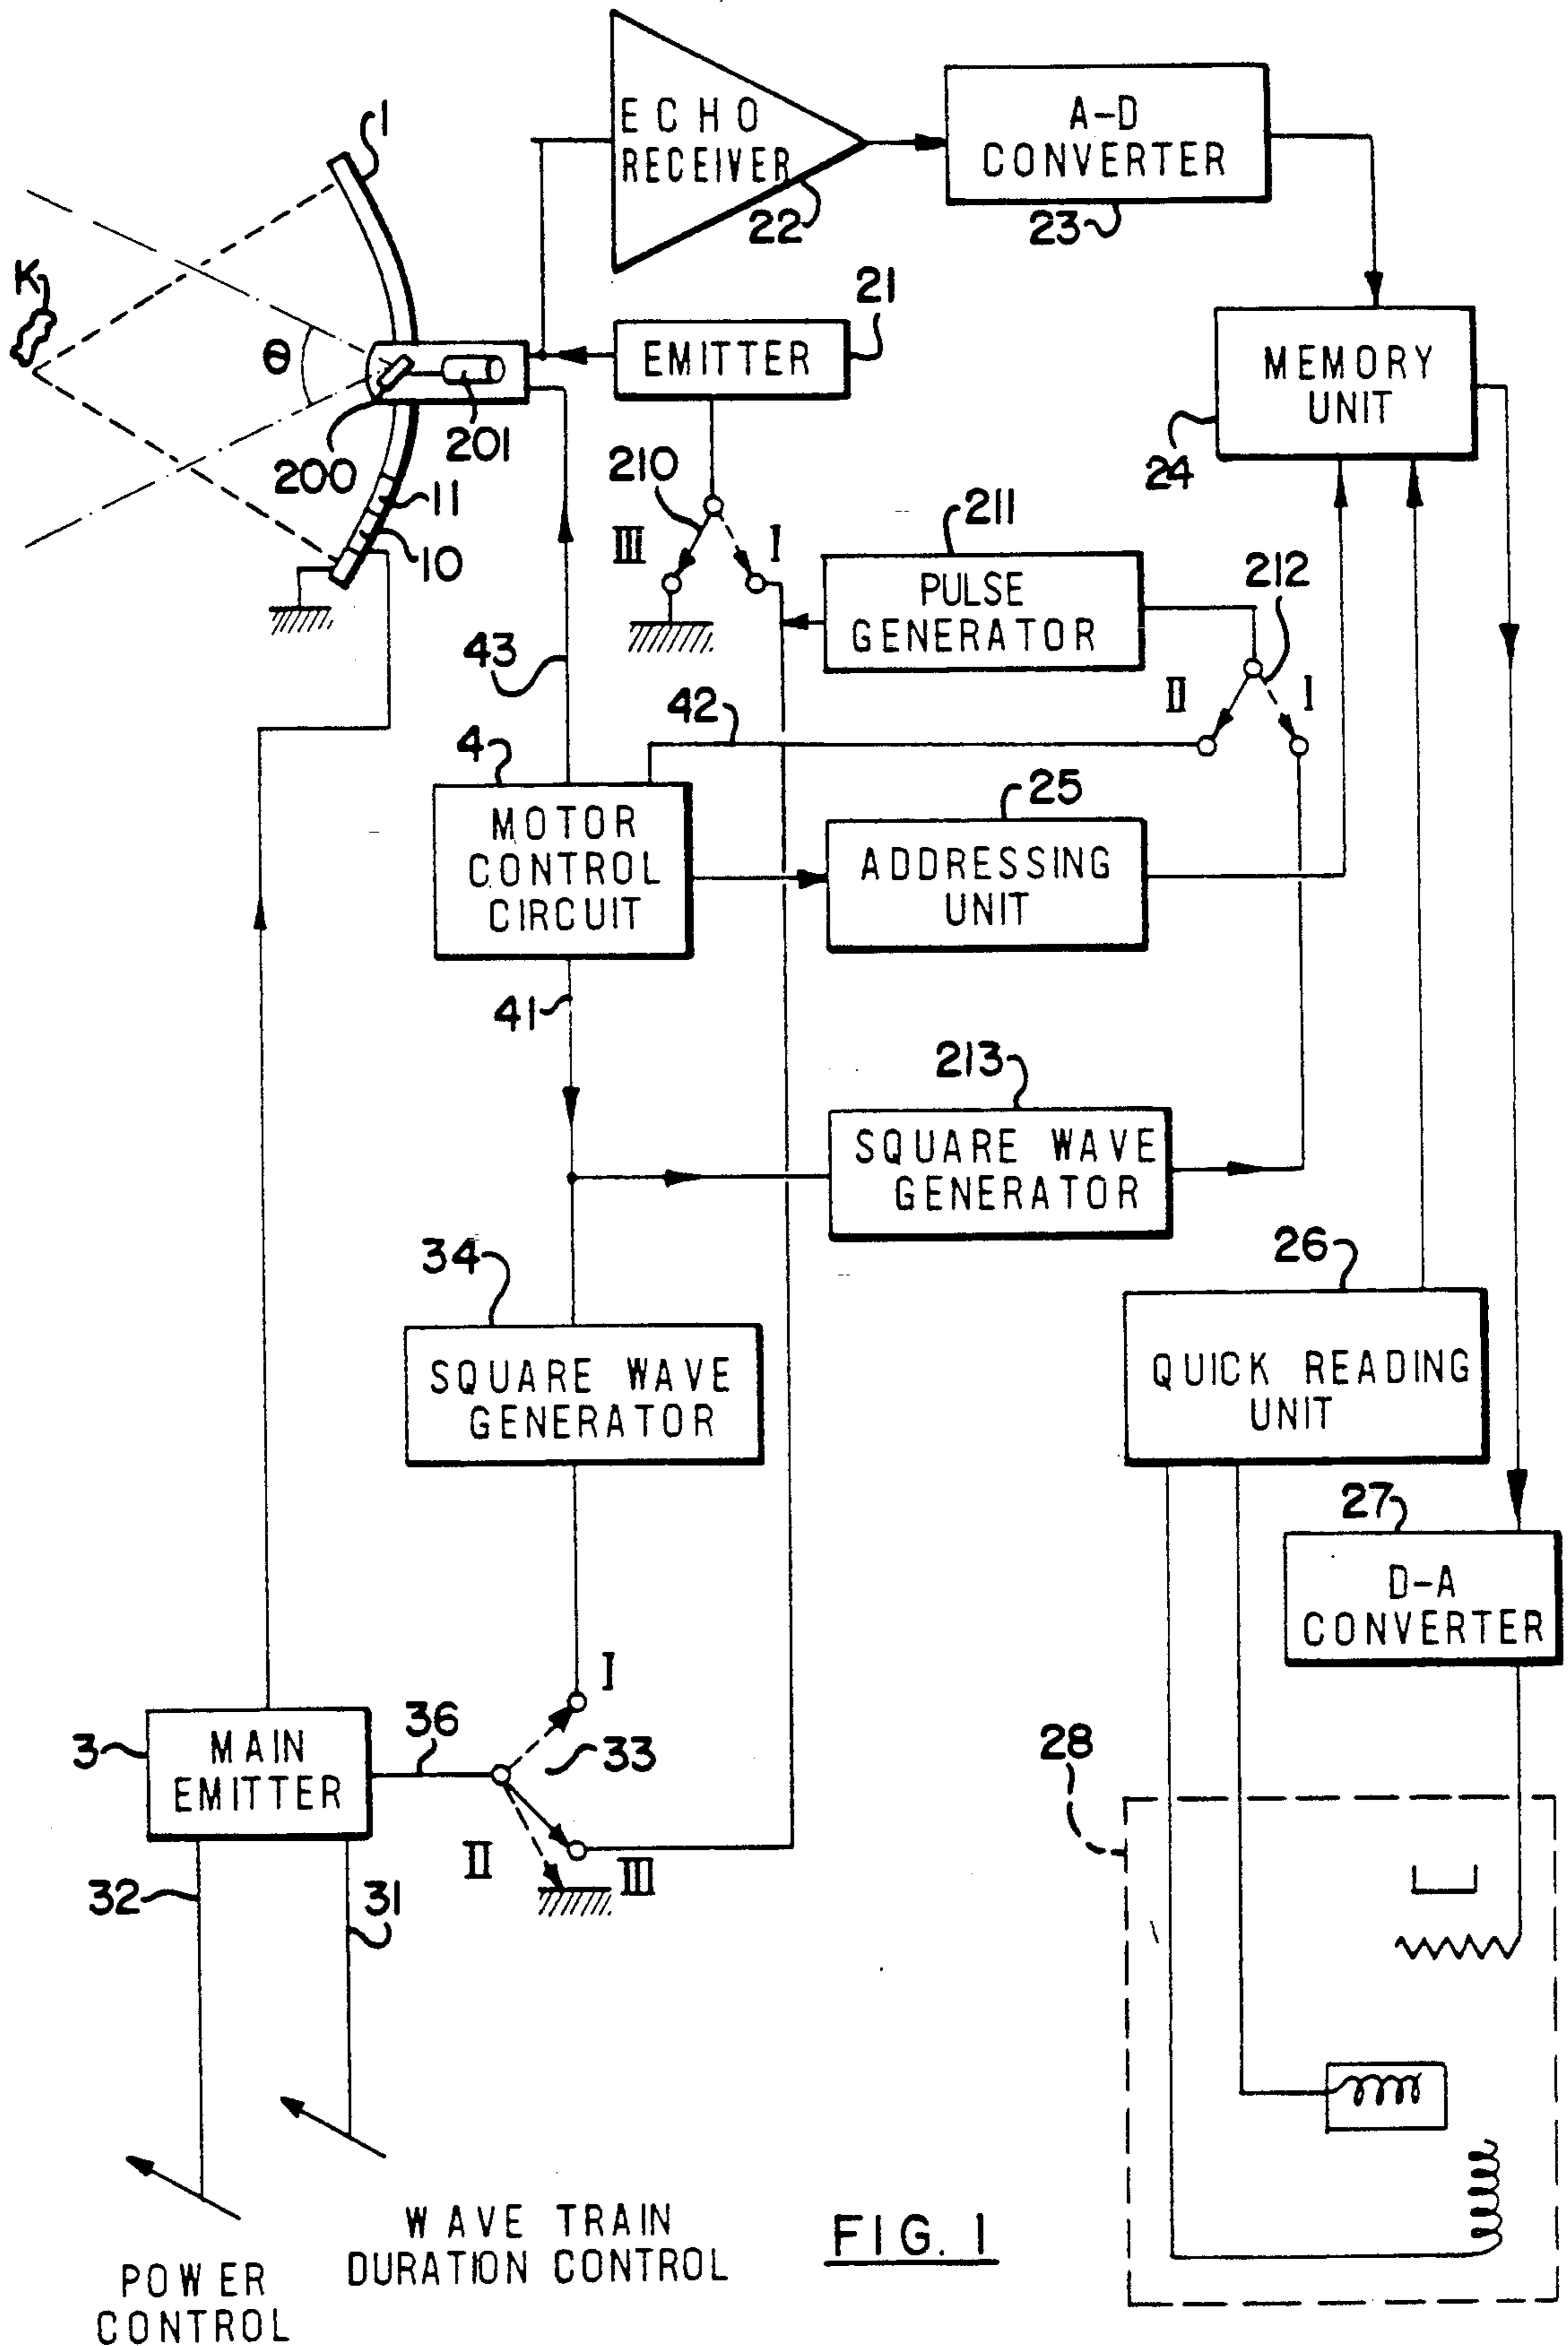 1
ECHO
RECEIVER
22
A-D
CONVERTER
23
K
θ
200
201
11
10
EMITTER
21
MEMORY
UNIT
24
210
III
I
211
PULSE
GENERATOR
212
II
I
43
42
4
MOTOR
CONTROL
CIRCUIT
25
ADDRESSING
UNIT
41
213
SQUARE WAVE
GENERATOR
34
SQUARE WAVE
GENERATOR
26
QUICK READING
UNIT
27
D-A
CONVERTER
I
3
MAIN
EMITTER
36
33
II
III
28
32
31
WAVE TRAIN
DURATION CONTROL
POWER
CONTROL
FIG. 1